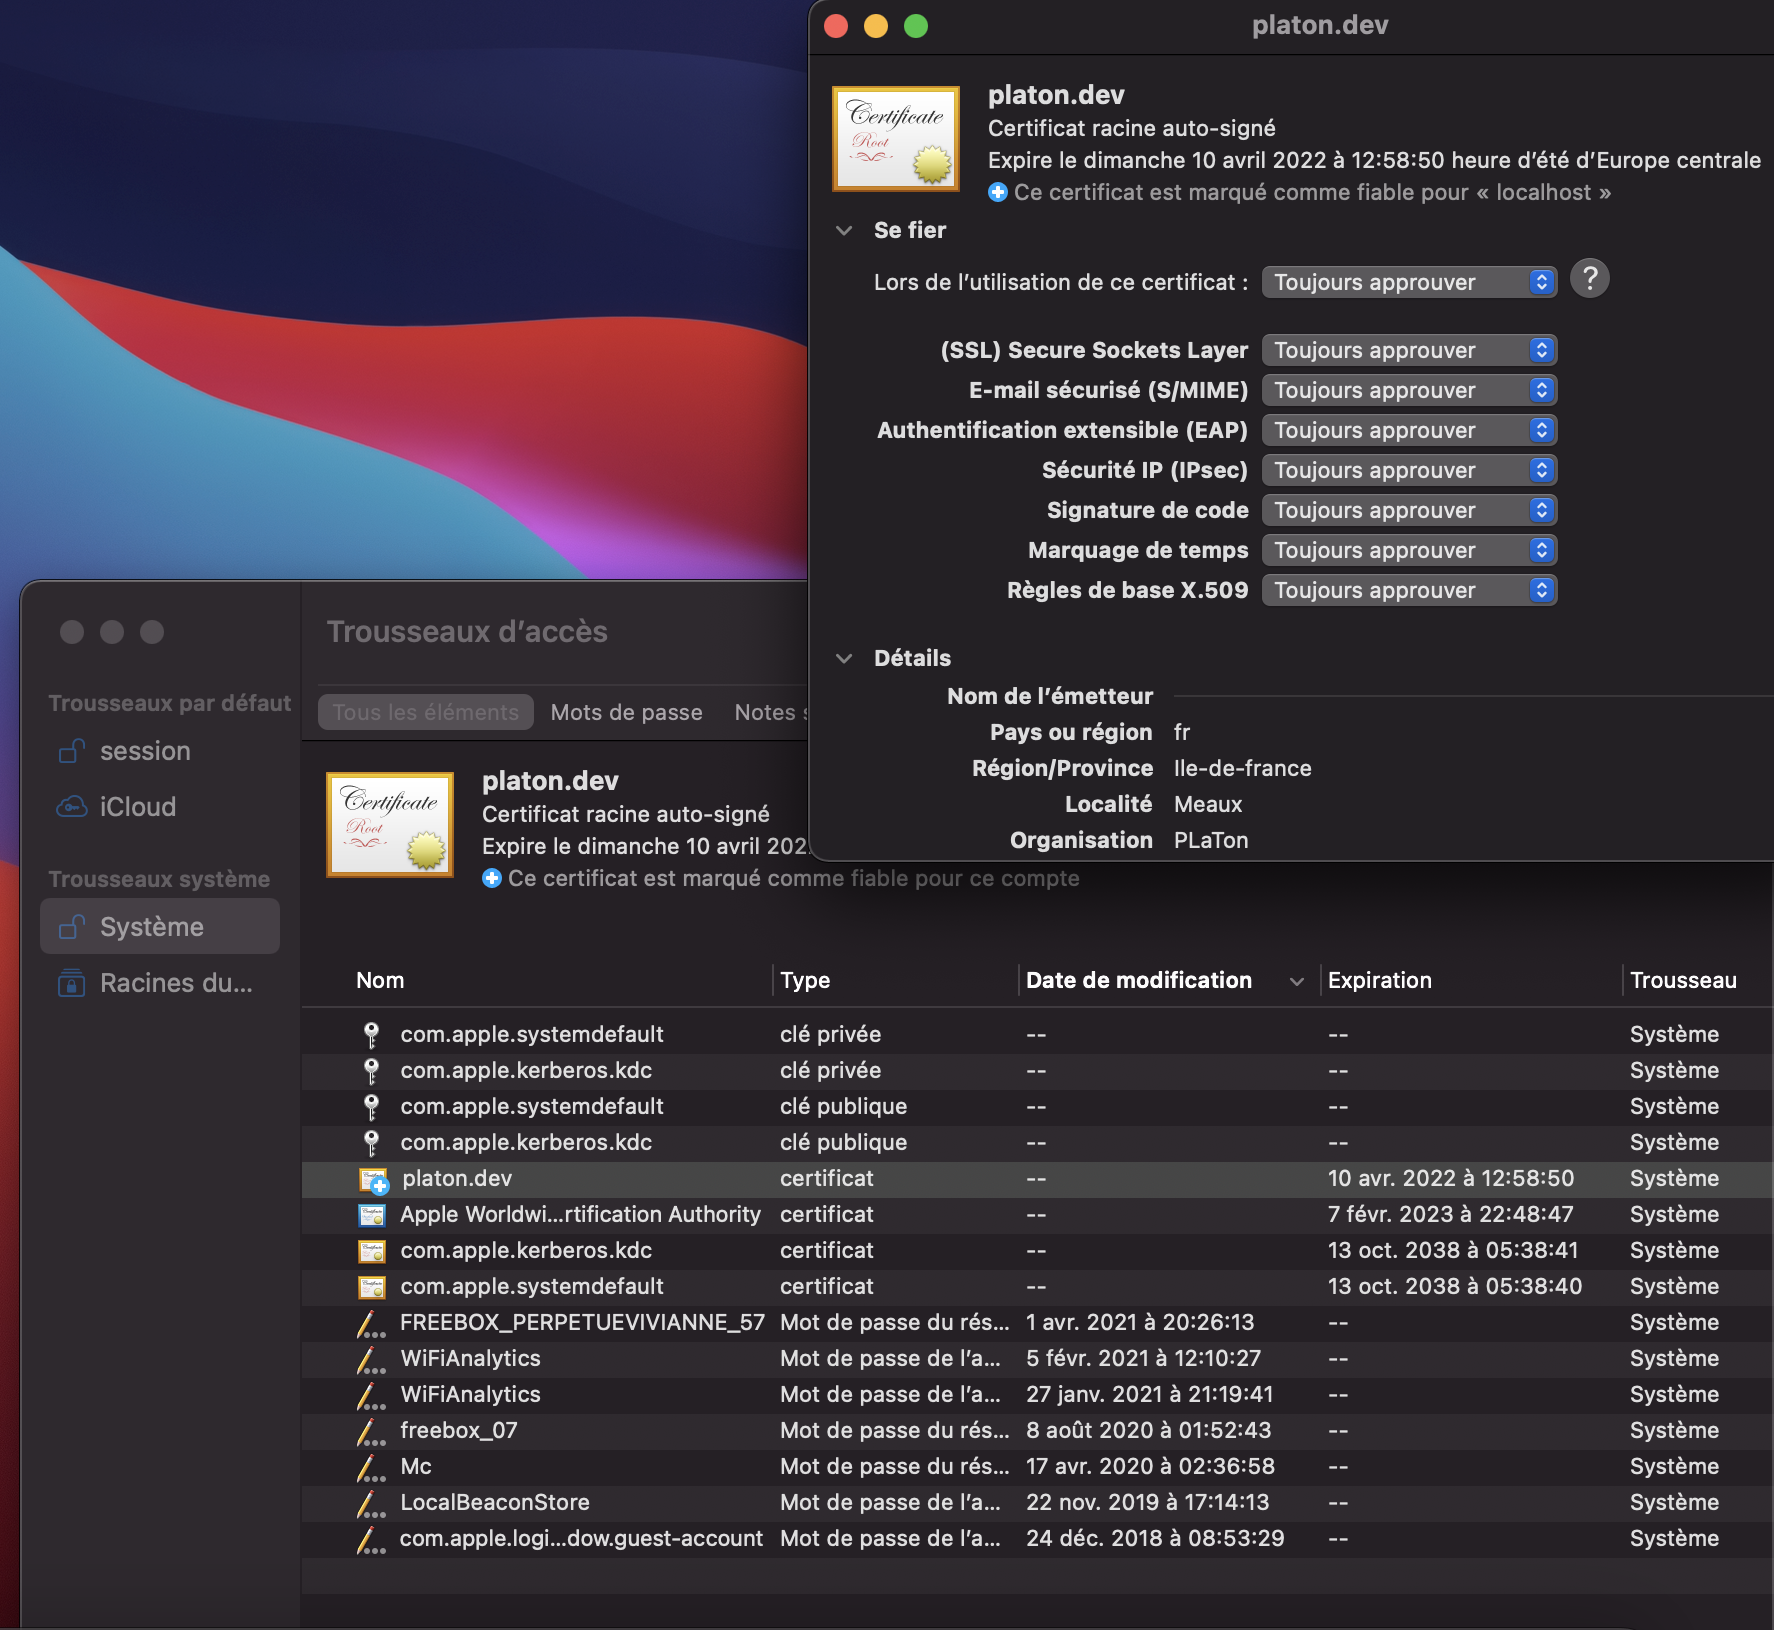 platon.dev
Certificate
Root
platon.dev
Certificat racine auto-signé
Expire le dimanche 10 avril 2022 à 12:58:50 heure d’été d’Europe centrale
Ce certificat est marqué comme fiable pour « localhost »
Se fier
Lors de l’utilisation de ce certificat : Toujours approuver ?
(SSL) Secure Sockets Layer Toujours approuver
E-mail sécurisé (S/MIME) Toujours approuver
Authentification extensible (EAP) Toujours approuver
Sécurité IP (IPsec) Toujours approuver
Signature de code Toujours approuver
Marquage de temps Toujours approuver
Règles de base X.509 Toujours approuver
Détails
Nom de l’émetteur
Pays ou région fr
Région/Province Ile-de-france
Localité Meaux
Organisation PLaTon
Trousseaux par défaut
session
iCloud
Trousseaux système
Système
Racines du...
Trousseaux d’accès
Tous les éléments Mots de passe Notes
Certificate
Root
platon.dev
Certificat racine auto-signé
Expire le dimanche 10 avril 202
Ce certificat est marqué comme fiable pour ce compte
Nom Type Date de modification Expiration Trousseau
com.apple.systemdefault clé privée -- -- Système
com.apple.kerberos.kdc clé privée -- -- Système
com.apple.systemdefault clé publique -- -- Système
com.apple.kerberos.kdc clé publique -- -- Système
platon.dev certificat -- 10 avr. 2022 à 12:58:50 Système
Apple Worldwi...rtification Authority certificat -- 7 févr. 2023 à 22:48:47 Système
com.apple.kerberos.kdc certificat -- 13 oct. 2038 à 05:38:41 Système
com.apple.systemdefault certificat -- 13 oct. 2038 à 05:38:40 Système
FREEBOX_PERPETUEVIVIANNE_57 Mot de passe du rés... 1 avr. 2021 à 20:26:13 -- Système
WiFiAnalytics Mot de passe de l’a... 5 févr. 2021 à 12:10:27 -- Système
WiFiAnalytics Mot de passe de l’a... 27 janv. 2021 à 21:19:41 -- Système
freebox_07 Mot de passe du rés... 8 août 2020 à 01:52:43 -- Système
Mc Mot de passe du rés... 17 avr. 2020 à 02:36:58 -- Système
LocalBeaconStore Mot de passe de l’a... 22 nov. 2019 à 17:14:13 -- Système
com.apple.logi...dow.guest-account Mot de passe de l’a... 24 déc. 2018 à 08:53:29 -- Système